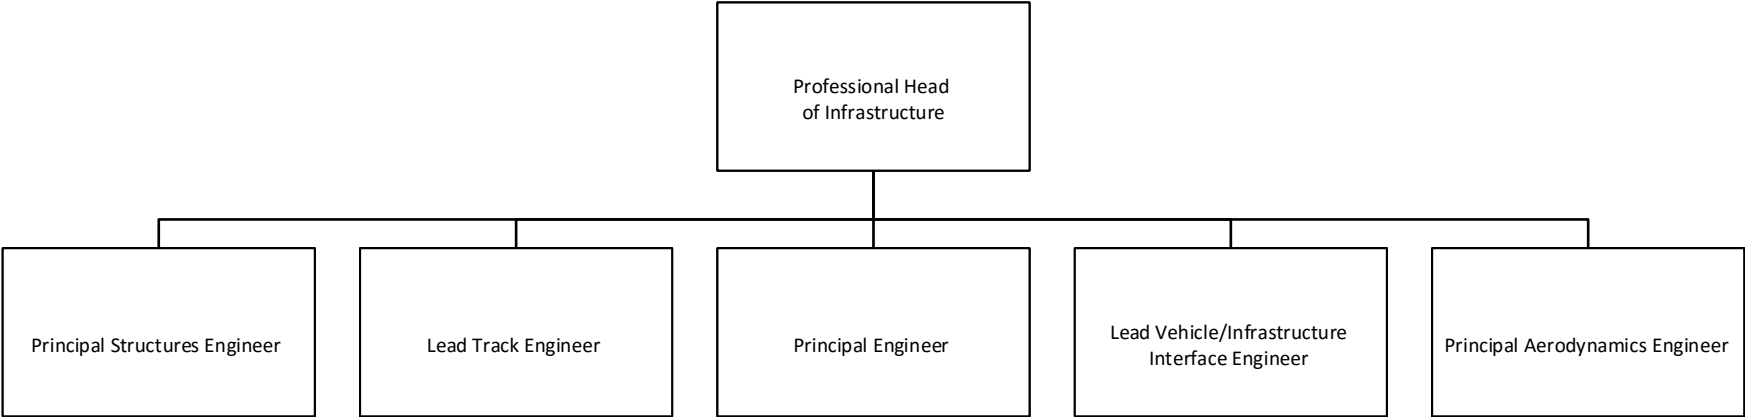 Professional Head
of Infrastructure
Principal Structures Engineer
Lead Track Engineer
Principal Engineer
Lead Vehicle/Infrastructure
Interface Engineer
Principal Aerodynamics Engineer